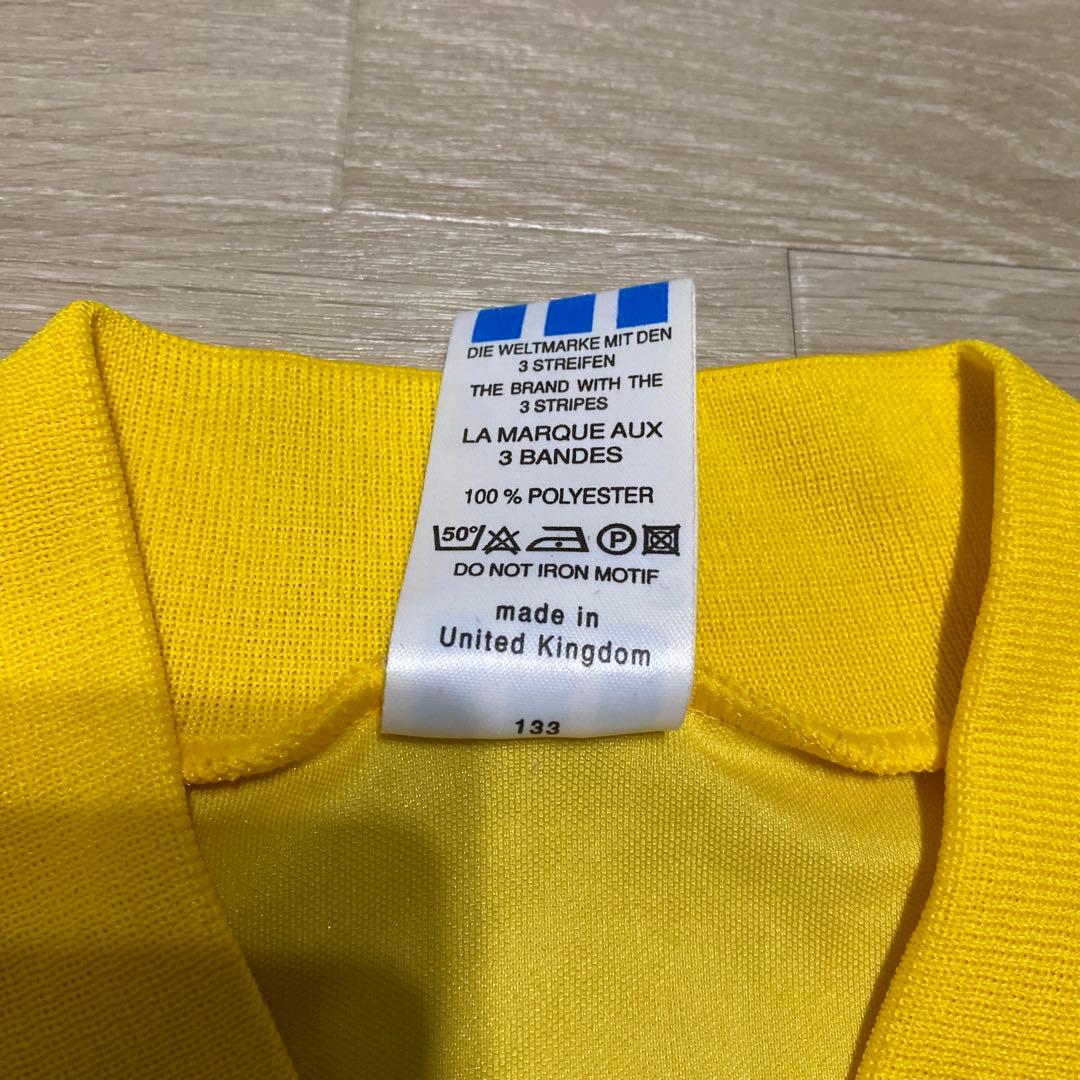 DIE WELTMARKE MIT DEN
3 STREIFEN
THE BRAND WITH THE
3 STRIPES
LA MARQUE AUX
3 BANDES
100 % POLYESTER
50° P
DO NOT IRON MOTIF
made in
United Kingdom
133